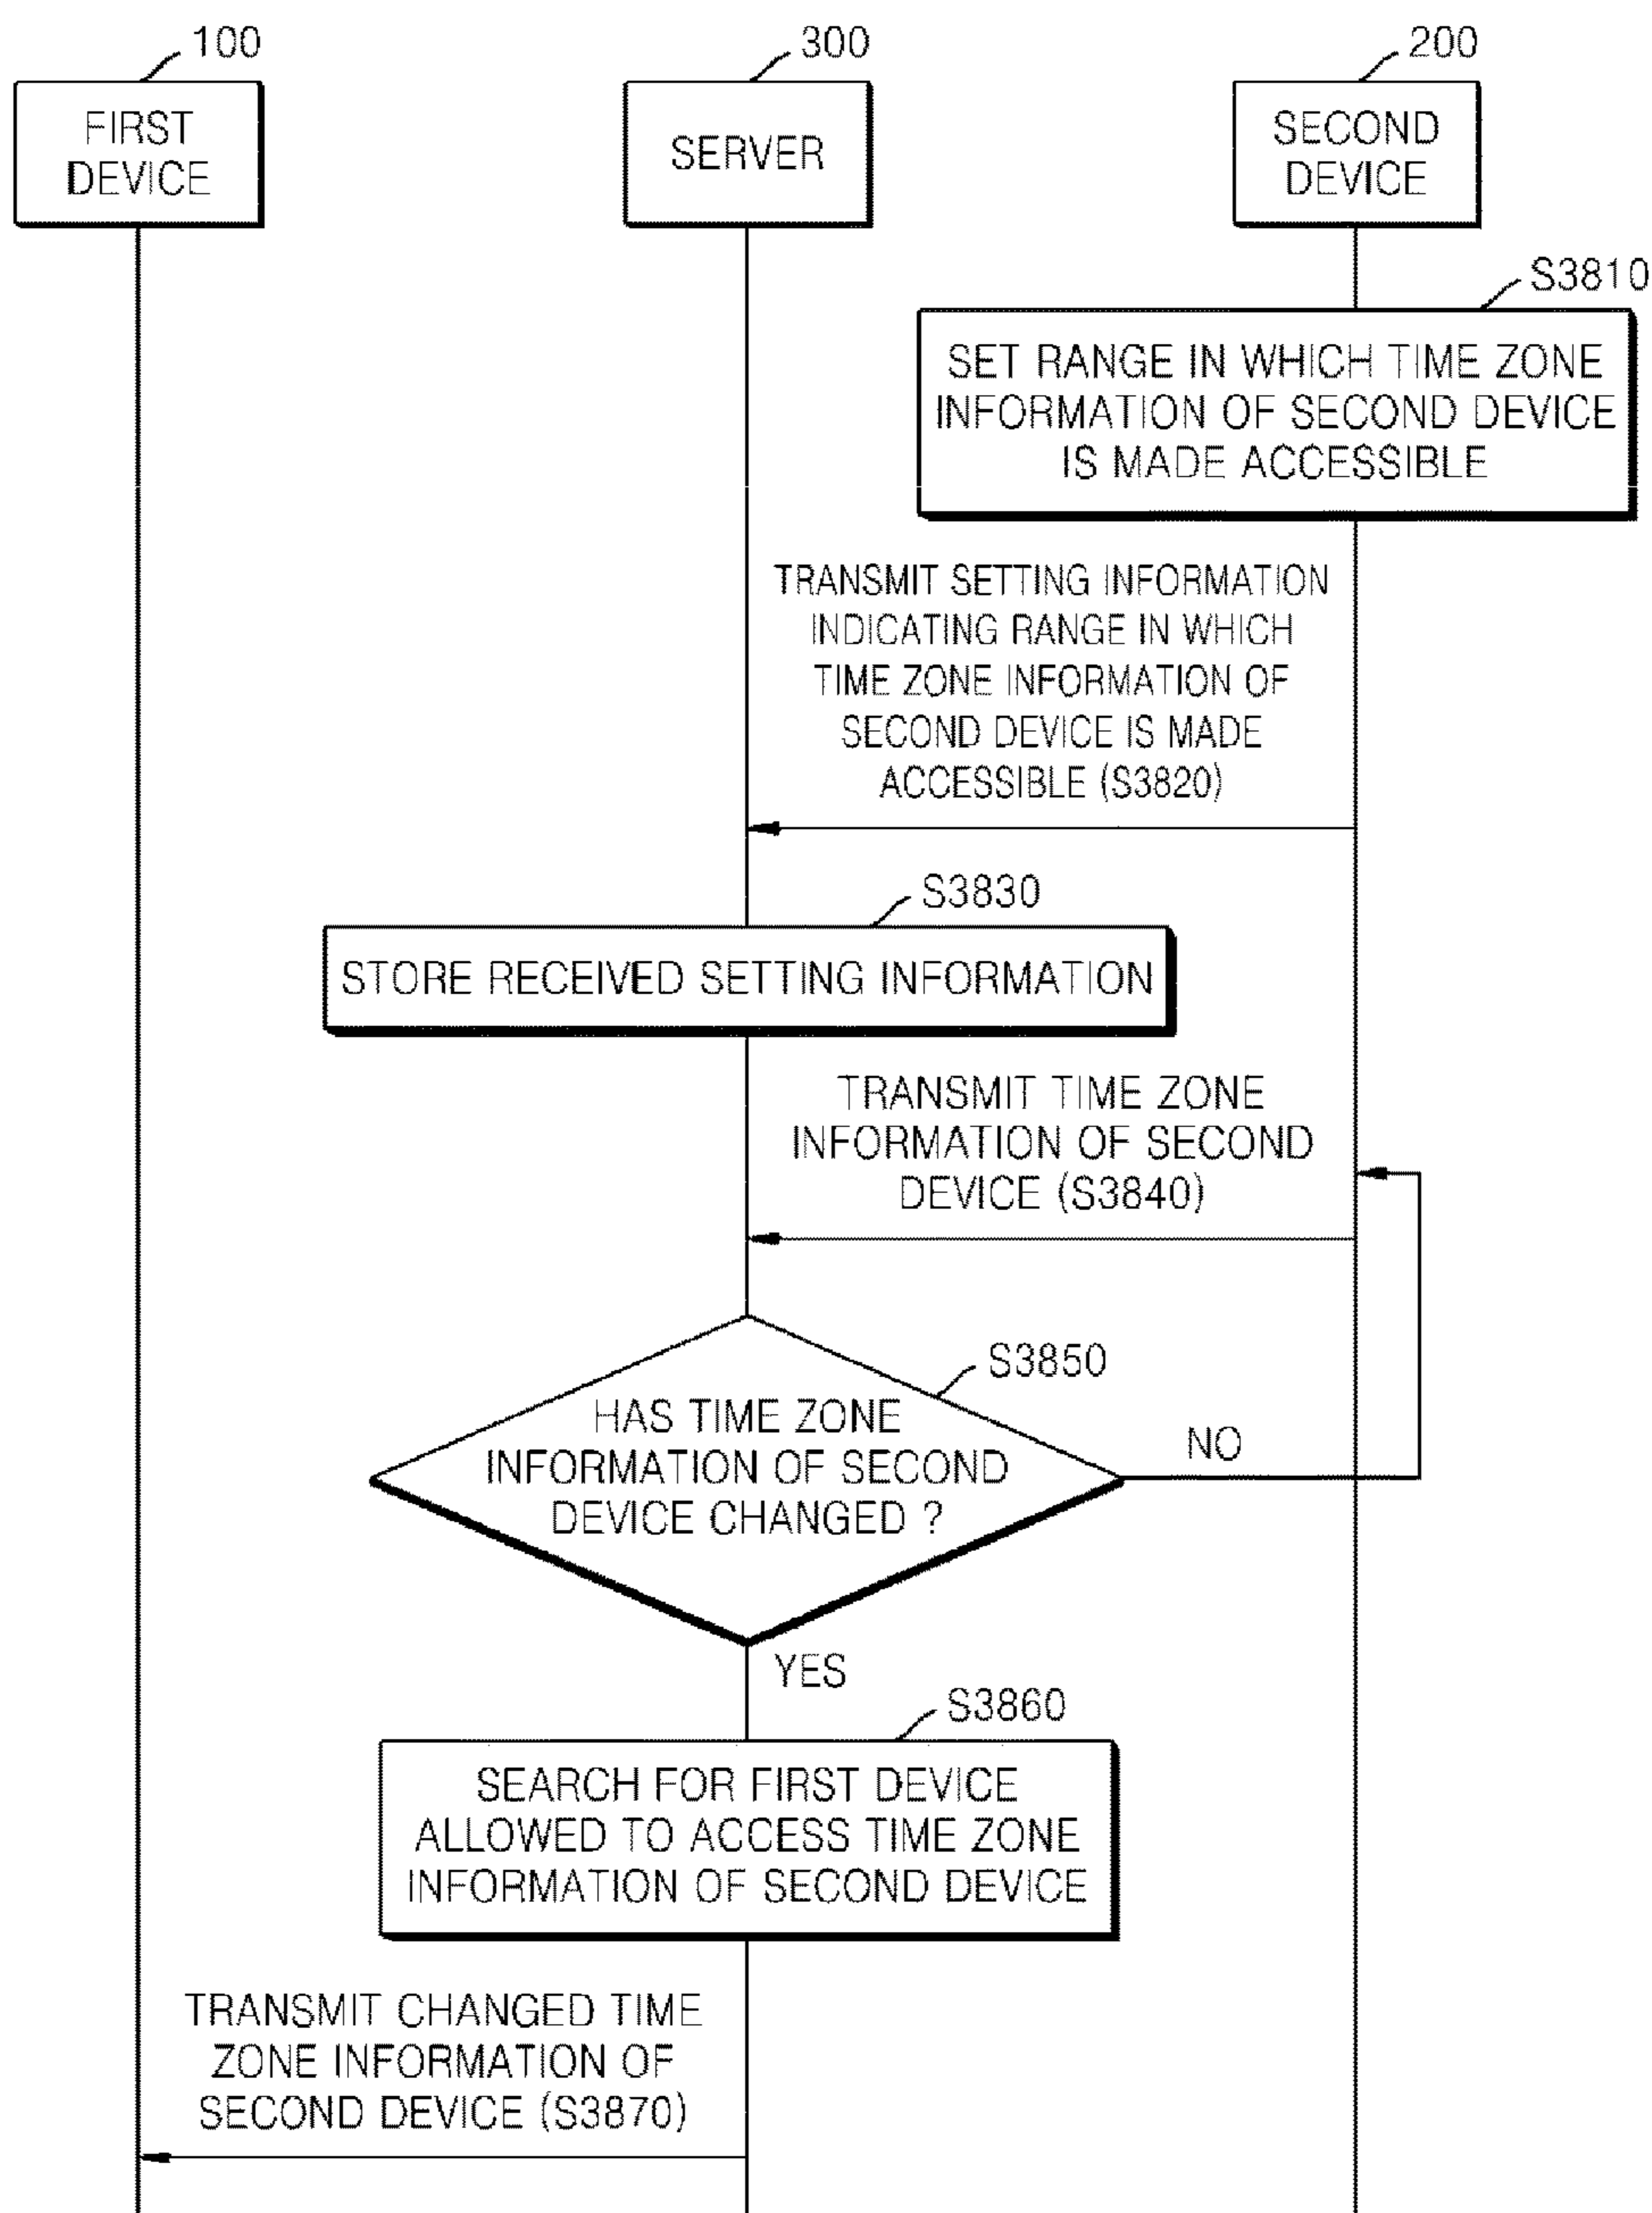 100
300
200
FIRST
DEVICE
SERVER
SECOND
DEVICE
S3810
SET RANGE IN WHICH TIME ZONE
INFORMATION OF SECOND DEVICE
IS MADE ACCESSIBLE
TRANSMIT SETTING INFORMATION
INDICATING RANGE IN WHICH
TIME ZONE INFORMATION OF
SECOND DEVICE IS MADE
ACCESSIBLE (S3820)
S3830
STORE RECEIVED SETTING INFORMATION
TRANSMIT TIME ZONE
INFORMATION OF SECOND
DEVICE (S3840)
S3850
HAS TIME ZONE
INFORMATION OF SECOND
DEVICE CHANGED ?
NO
YES
S3860
SEARCH FOR FIRST DEVICE
ALLOWED TO ACCESS TIME ZONE
INFORMATION OF SECOND DEVICE
TRANSMIT CHANGED TIME
ZONE INFORMATION OF
SECOND DEVICE (S3870)